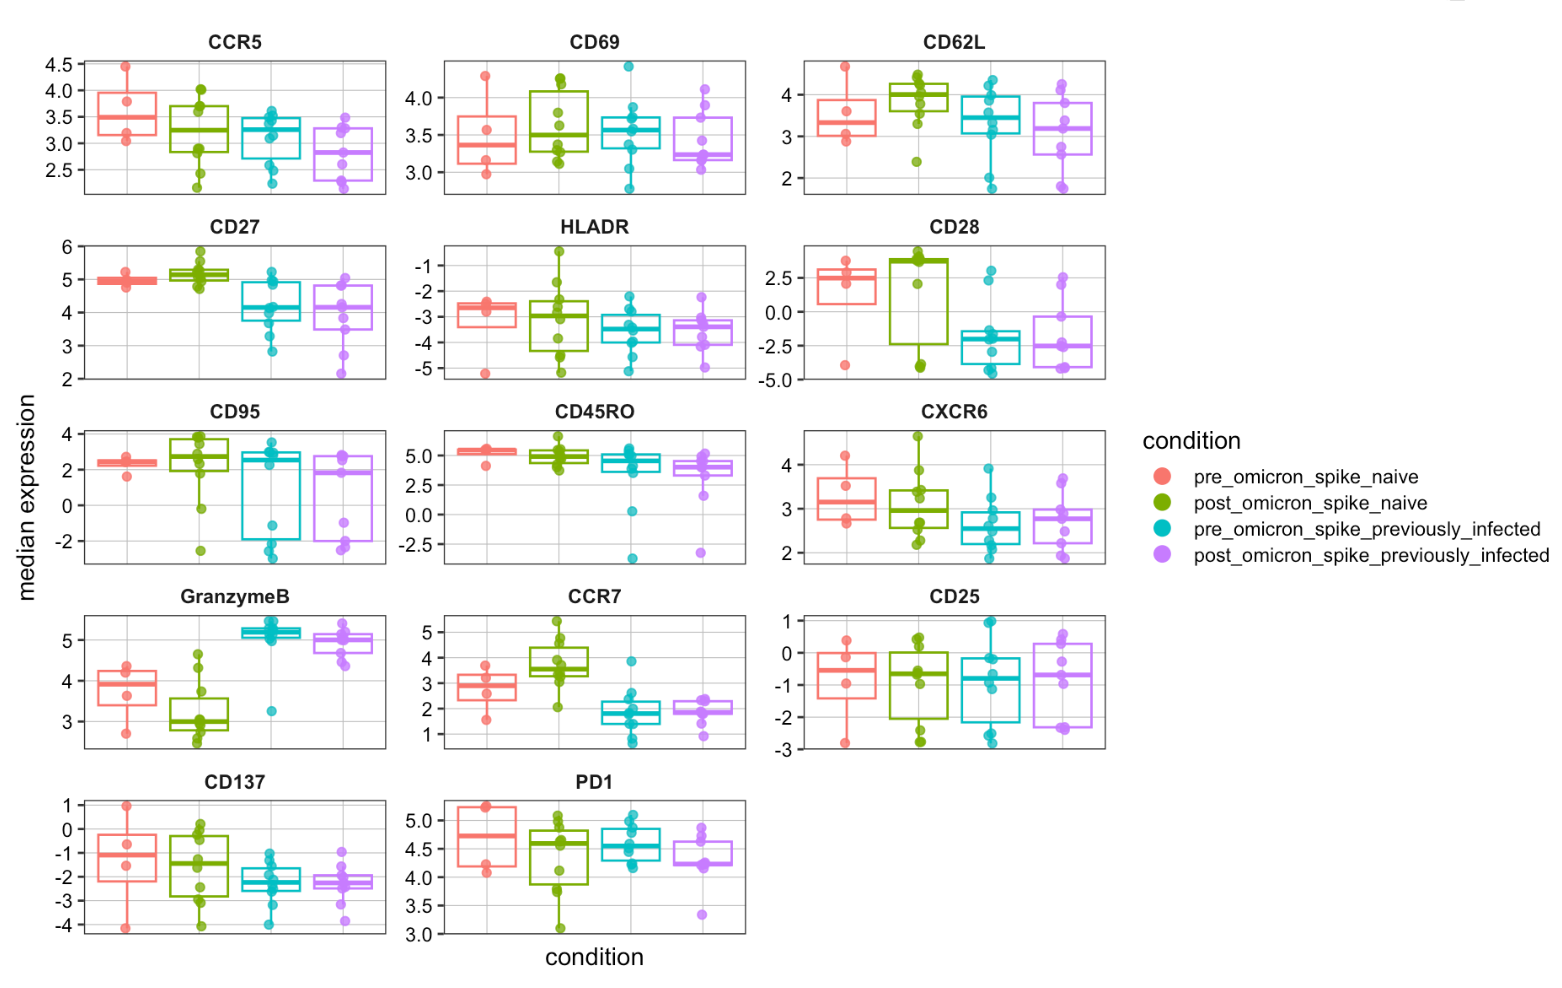 CCR5
CD69
CD62L
4.5
4.0
3.5
3.0
2.5
4.0
3.5
3.0
4
3
2
CD27
HLADR
CD28
6
5
4
3
2
-1
-2
-3
-4
-5
2.5
0.0
-2.5
-5.0
CD95
CD45RO
CXCR6
4
2
0
-2
5.0
2.5
0.0
-2.5
4
3
2
GranzymeB
CCR7
CD25
5
4
3
5
4
3
2
1
1
0
-1
-2
-3
CD137
PD1
1
0
-1
-2
-3
-4
5.0
4.5
4.0
3.5
3.0
median expression
condition
condition
pre_omicron_spike_naive
post_omicron_spike_naive
pre_omicron_spike_previously_infected
post_omicron_spike_previously_infected